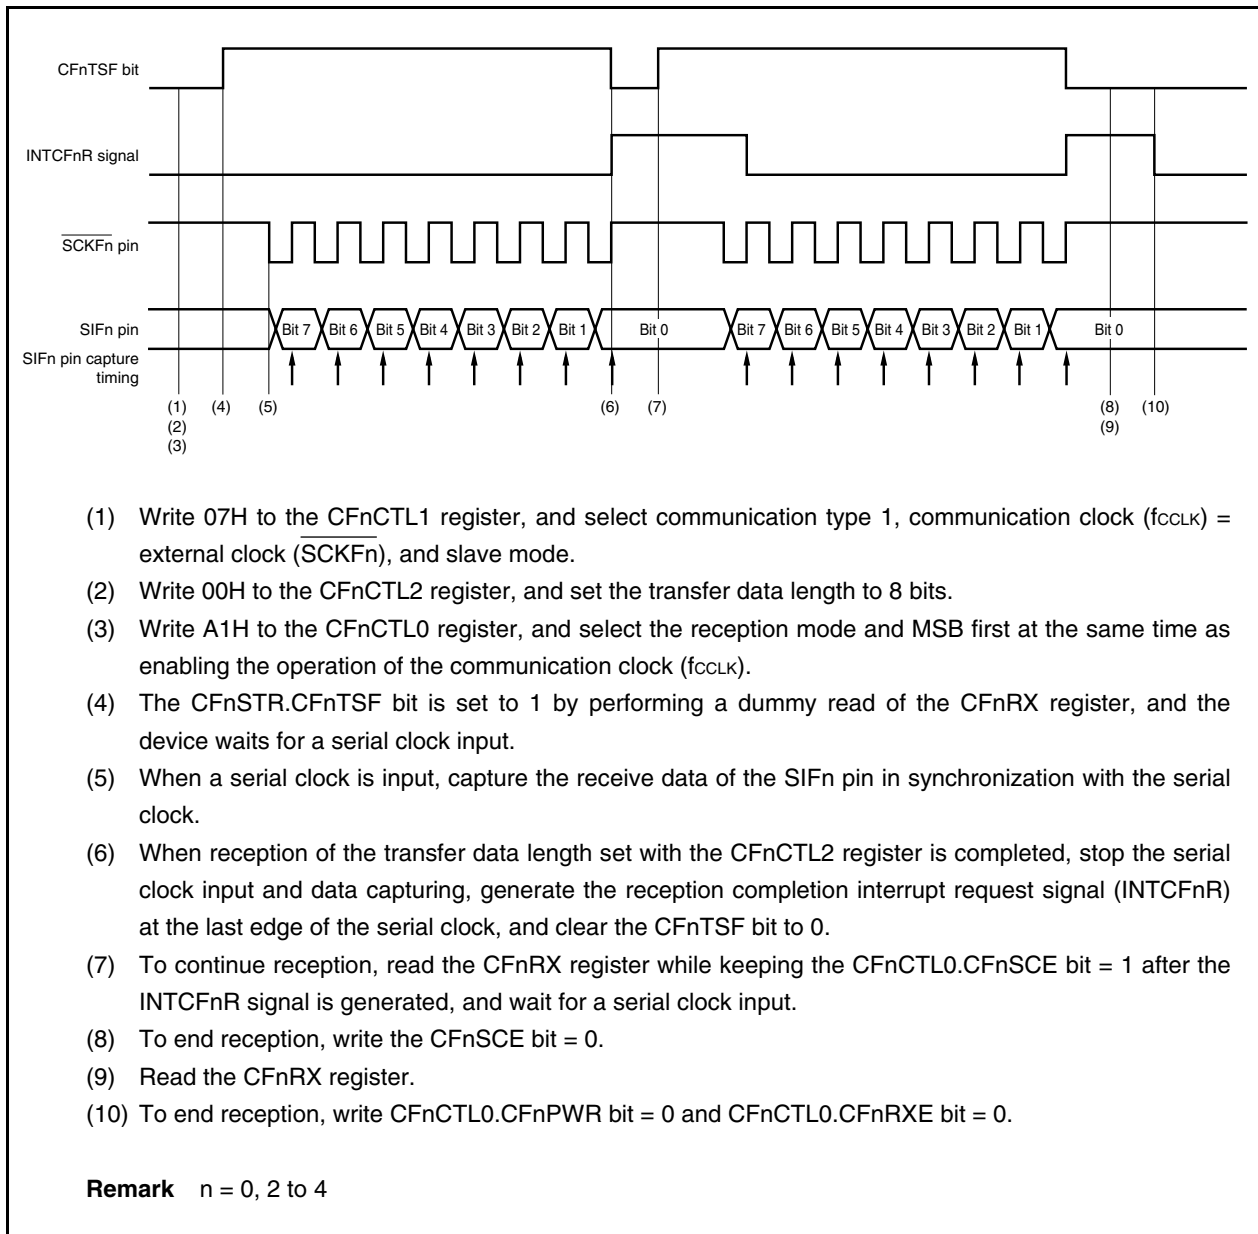 CFnTSF bit
INTCFnR signal
SCKFn pin
SIFn pin
Bit 7 Bit 6 Bit 5 Bit 4 Bit 3 Bit 2 Bit 1 Bit 0 Bit 7 Bit 6 Bit 5 Bit 4 Bit 3 Bit 2 Bit 1 Bit 0
SIFn pin capture
timing
(1) (4) (5) (6) (7) (8) (10)
(2) (9)
(3)
(1) Write 07H to the CFnCTL1 register, and select communication type 1, communication clock (fCCLK) =
external clock (SCKFn), and slave mode.
(2) Write 00H to the CFnCTL2 register, and set the transfer data length to 8 bits.
(3) Write A1H to the CFnCTL0 register, and select the reception mode and MSB first at the same time as
enabling the operation of the communication clock (fCCLK).
(4) The CFnSTR.CFnTSF bit is set to 1 by performing a dummy read of the CFnRX register, and the
device waits for a serial clock input.
(5) When a serial clock is input, capture the receive data of the SIFn pin in synchronization with the serial
clock.
(6) When reception of the transfer data length set with the CFnCTL2 register is completed, stop the serial
clock input and data capturing, generate the reception completion interrupt request signal (INTCFnR)
at the last edge of the serial clock, and clear the CFnTSF bit to 0.
(7) To continue reception, read the CFnRX register while keeping the CFnCTL0.CFnSCE bit = 1 after the
INTCFnR signal is generated, and wait for a serial clock input.
(8) To end reception, write the CFnSCE bit = 0.
(9) Read the CFnRX register.
(10) To end reception, write CFnCTL0.CFnPWR bit = 0 and CFnCTL0.CFnRXE bit = 0.
Remark n = 0, 2 to 4